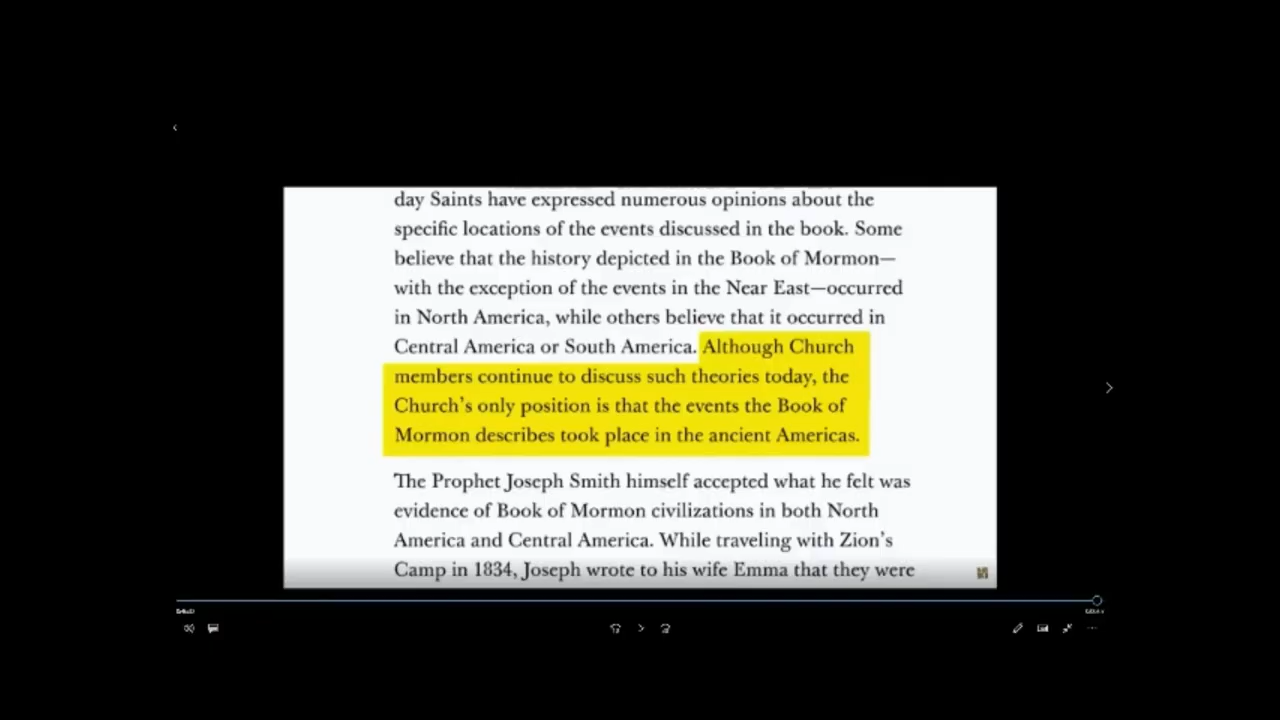 day Saints have expressed numerous opinions about the
specific locations of the events discussed in the book. Some
believe that the history depicted in the Book of Mormon—
with the exception of the events in the Near East—occurred
in North America, while others believe that it occurred in
Central America or South America. Although Church
members continue to discuss such theories today, the
Church's only position is that the events the Book of
Mormon describes took place in the ancient Americas.
The Prophet Joseph Smith himself accepted what he felt was
evidence of Book of Mormon civilizations in both North
America and Central America. While traveling with Zion's
Camp in 1834, Joseph wrote to his wife Emma that they were